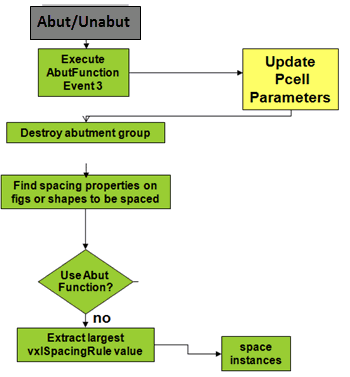 Abut/Unabut
Execute
AbutFunction
Event 3
Update
Pcell
Parameters
Destroy abutment group
Find spacing properties on
figs or shapes to be spaced
Use Abut
Function?
no
Extract largest
vxlSpacingRule value
space
instances